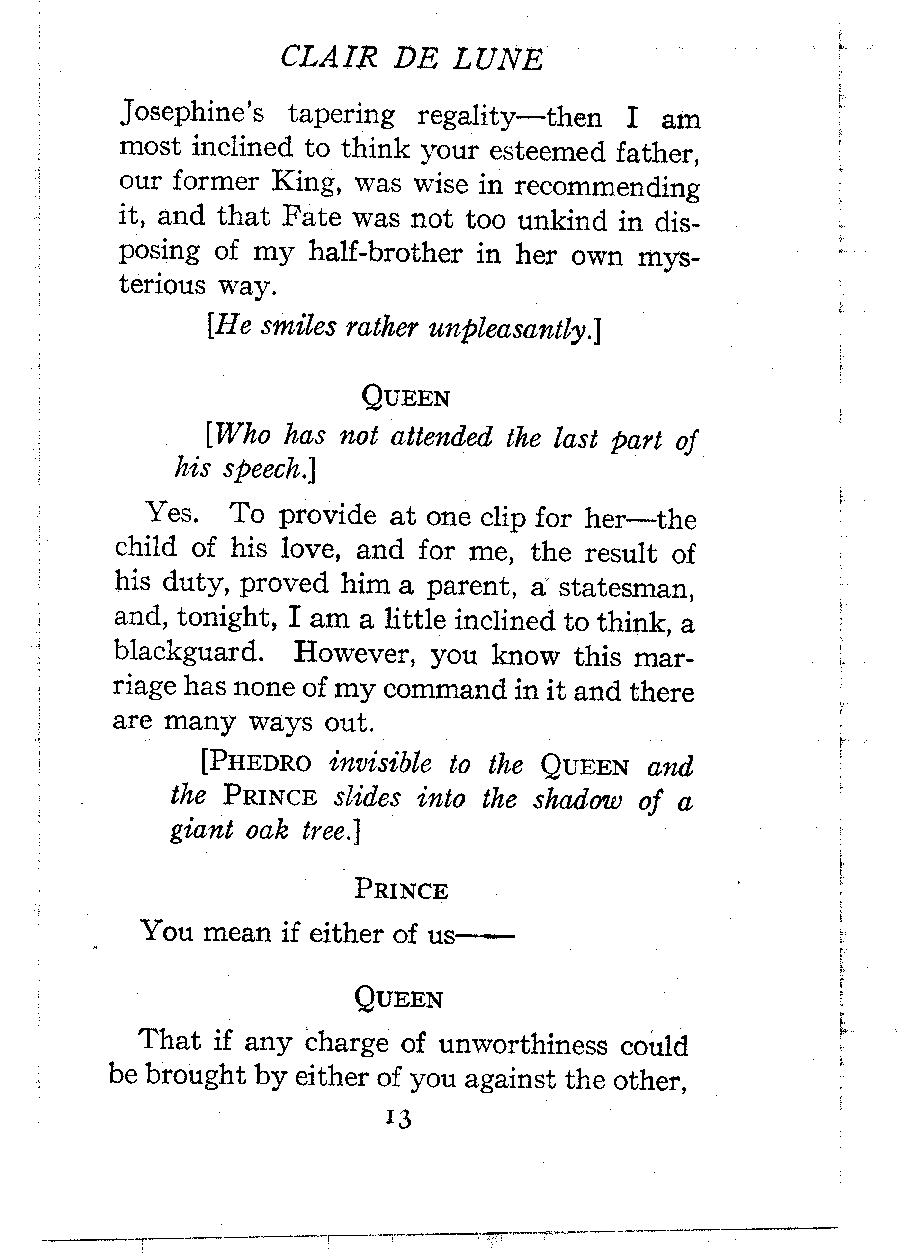 CLAIR DE LUNE
Josephine's tapering regality—then I am
most inclined to think your esteemed father,
our former King, was wise in recommending
it, and that Fate was not too unkind in dis-
posing of my half-brother in her own mys-
terious way.
[He smiles rather unpleasantly.]
QUEEN
[Who has not attended the last part of
his speech.]
Yes. To provide at one clip for her—the
child of his love, and for me, the result of
his duty, proved him a parent, a statesman,
and, tonight, I am a little inclined to think, a
blackguard. However, you know this mar-
riage has none of my command in it and there
are many ways out.
[PHEDRO invisible to the QUEEN and
the PRINCE slides into the shadow of a
giant oak tree.]
PRINCE
You mean if either of us——
QUEEN
That if any charge of unworthiness could
be brought by either of you against the other,
13